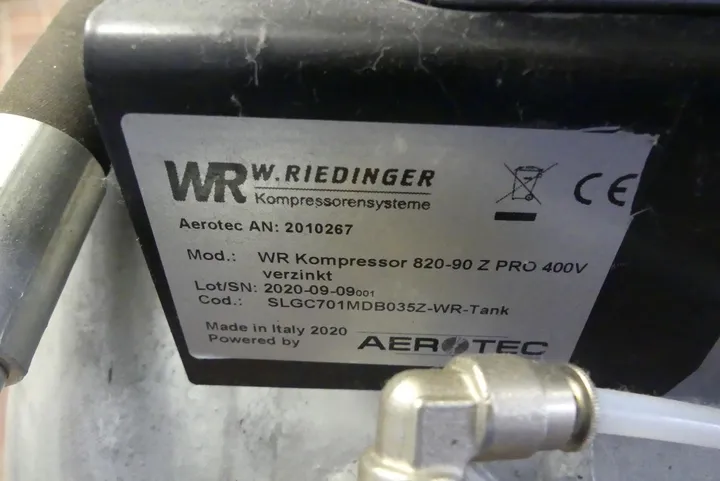 WR W.RIEDINGER
Kompressorensysteme
CE
Aerotec AN: 2010267
Mod.: WR Kompressor 820-90 Z PRO 400V
verzinkt
Lot/SN: 2020-09-09001
Cod.: SLGC701MDB035Z-WR-Tank
Made in Italy 2020
Powered by AEROTEC